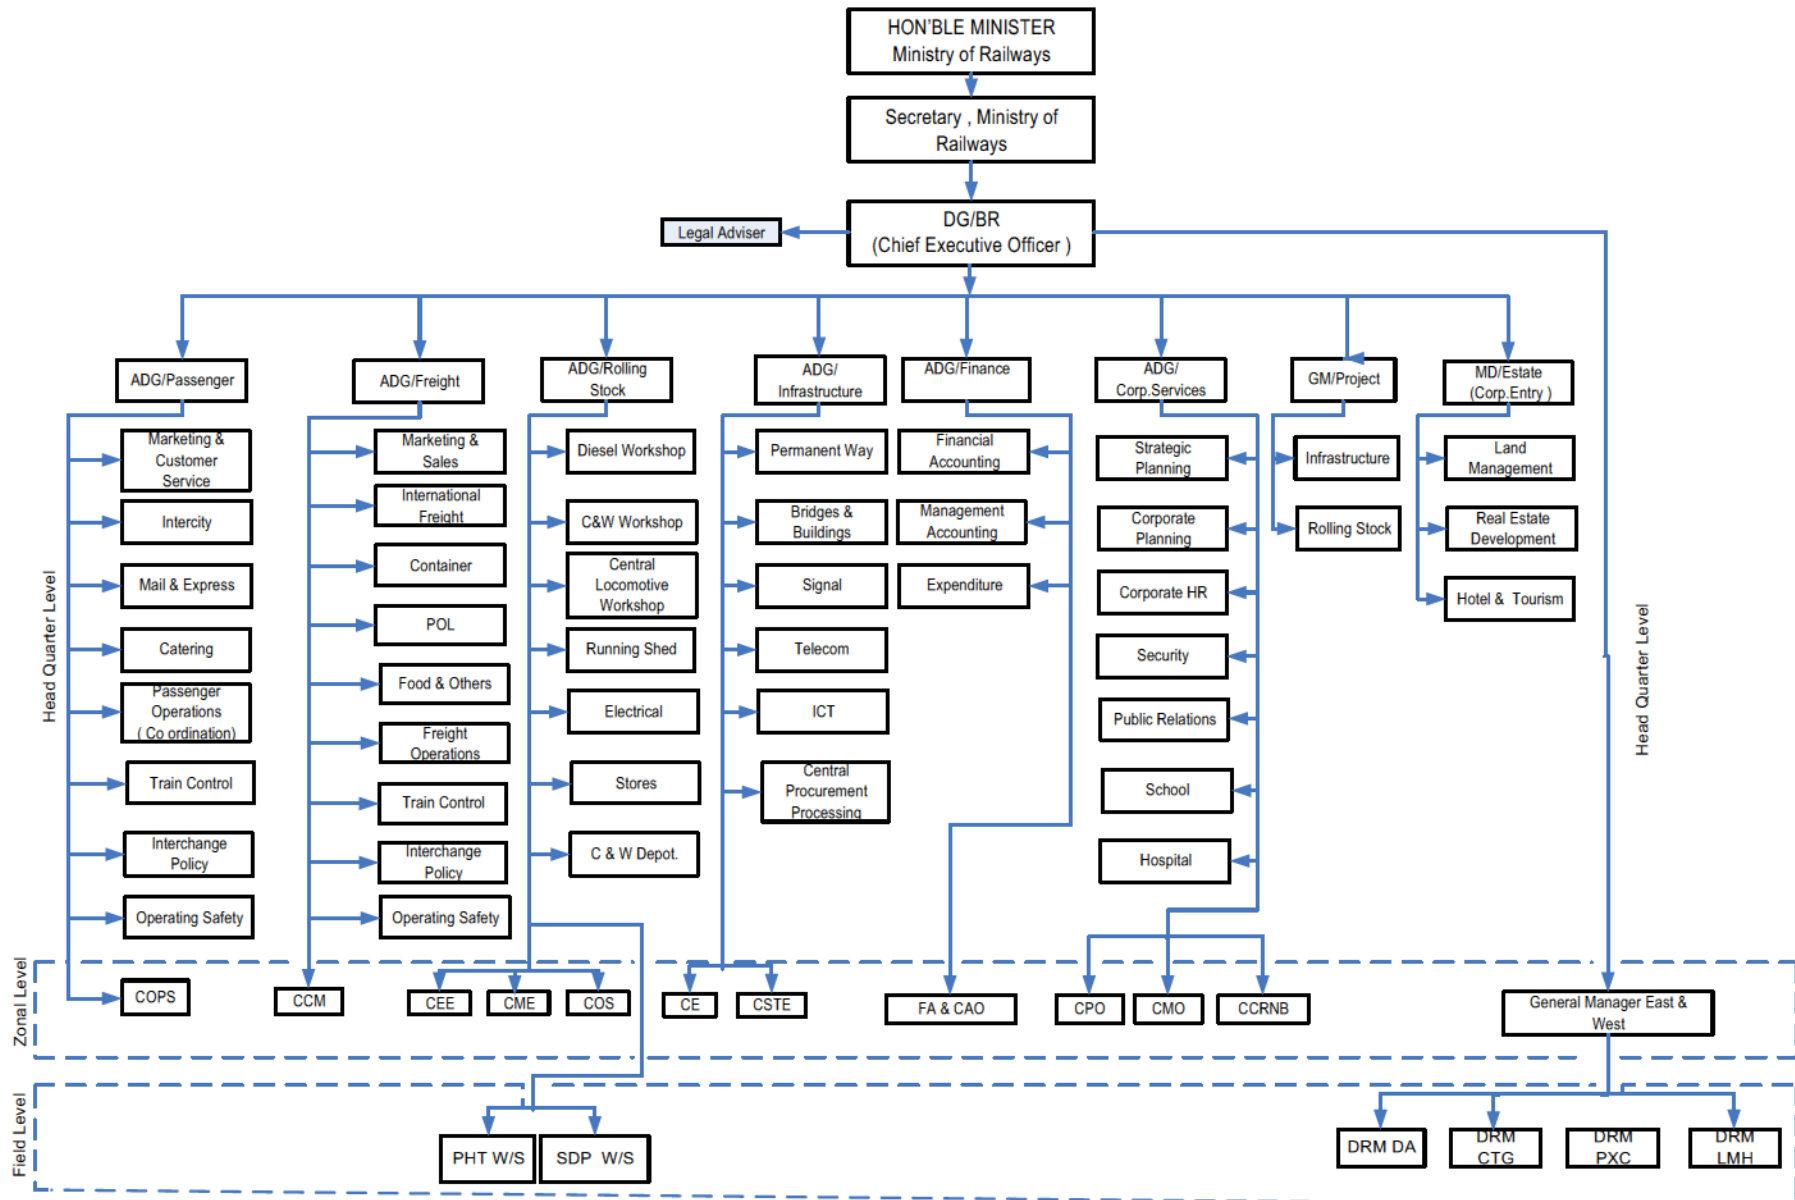 HON'BLE MINISTER
Ministry of Railways
Secretary , Ministry of
Railways
DG/BR
(Chief Executive Officer )
Legal Adviser
ADG/Passenger
ADG/Freight
ADG/Rolling
Stock
ADG/
Infrastructure
ADG/Finance
ADG/
Corp.Services
GM/Project
MD/Estate
(Corp.Entry )
Head Quarter Level
Marketing &
Customer
Service
Intercity
Mail & Express
Catering
Passenger
Operations
( Co ordination)
Train Control
Interchange
Policy
Operating Safety
Marketing &
Sales
International
Freight
Container
POL
Food & Others
Freight
Operations
Train Control
Interchange
Policy
Operating Safety
Diesel Workshop
C&W Workshop
Central
Locomotive
Workshop
Running Shed
Electrical
Stores
C & W Depot.
Permanent Way
Bridges &
Buildings
Signal
Telecom
ICT
Central
Procurement
Processing
Financial
Accounting
Management
Accounting
Expenditure
Strategic
Planning
Corporate
Planning
Corporate HR
Security
Public Relations
School
Hospital
Infrastructure
Rolling Stock
Land
Management
Real Estate
Development
Hotel & Tourism
Head Quarter Level
Zonal Level
COPS
CCM
CEE
CME
COS
CE
CSTE
FA & CAO
CPO
CMO
CCRNB
General Manager East &
West
Field Level
PHT W/S
SDP W/S
DRM DA
DRM
CTG
DRM
PXC
DRM
LMH